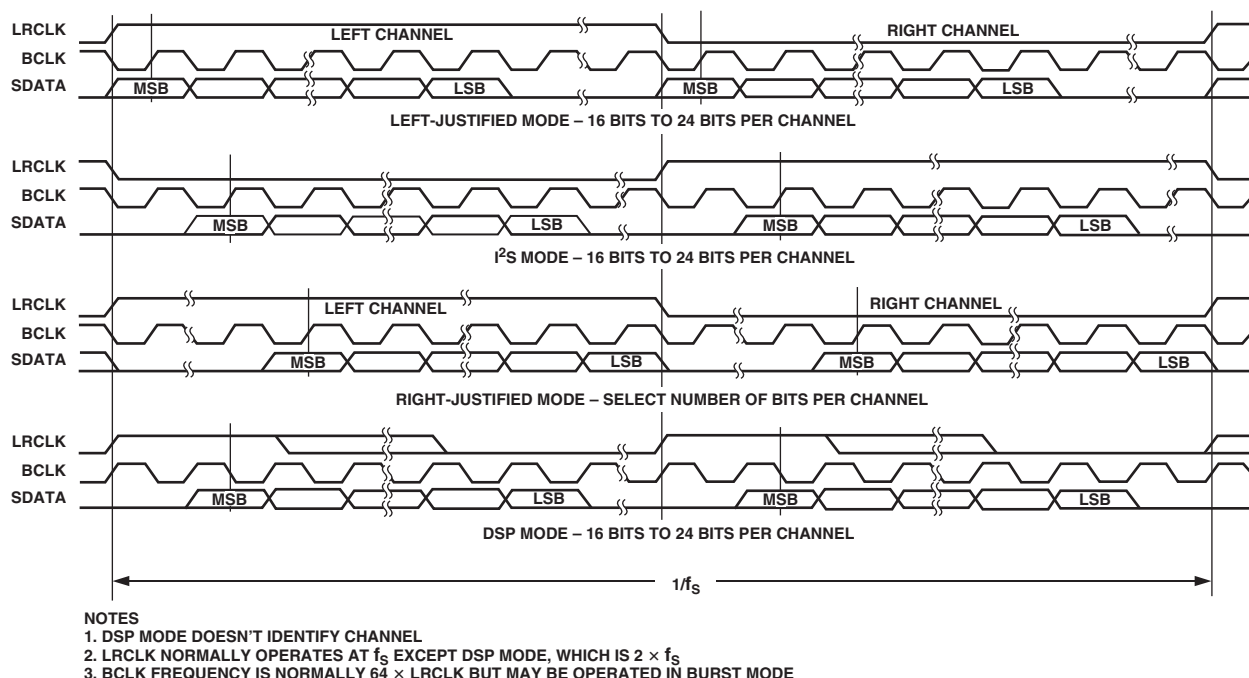 LRCLK
LEFT CHANNEL
RIGHT CHANNEL
BCLK
SDATA
MSB
LSB
MSB
LSB
LEFT-JUSTIFIED MODE – 16 BITS TO 24 BITS PER CHANNEL
LRCLK
BCLK
SDATA
MSB
LSB
MSB
LSB
I²S MODE – 16 BITS TO 24 BITS PER CHANNEL
LRCLK
LEFT CHANNEL
RIGHT CHANNEL
BCLK
SDATA
MSB
LSB
MSB
LSB
RIGHT-JUSTIFIED MODE – SELECT NUMBER OF BITS PER CHANNEL
LRCLK
BCLK
SDATA
MSB
LSB
MSB
LSB
DSP MODE – 16 BITS TO 24 BITS PER CHANNEL
1/fS
NOTES
1. DSP MODE DOESN'T IDENTIFY CHANNEL
2. LRCLK NORMALLY OPERATES AT fS EXCEPT DSP MODE, WHICH IS 2 × fS
3. BCLK FREQUENCY IS NORMALLY 64 × LRCLK BUT MAY BE OPERATED IN BURST MODE